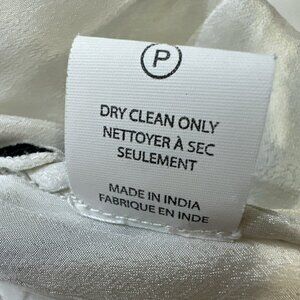 P
DRY CLEAN ONLY
NETTOYER À SEC
SEULEMENT
MADE IN INDIA
FABRIQUE EN INDE